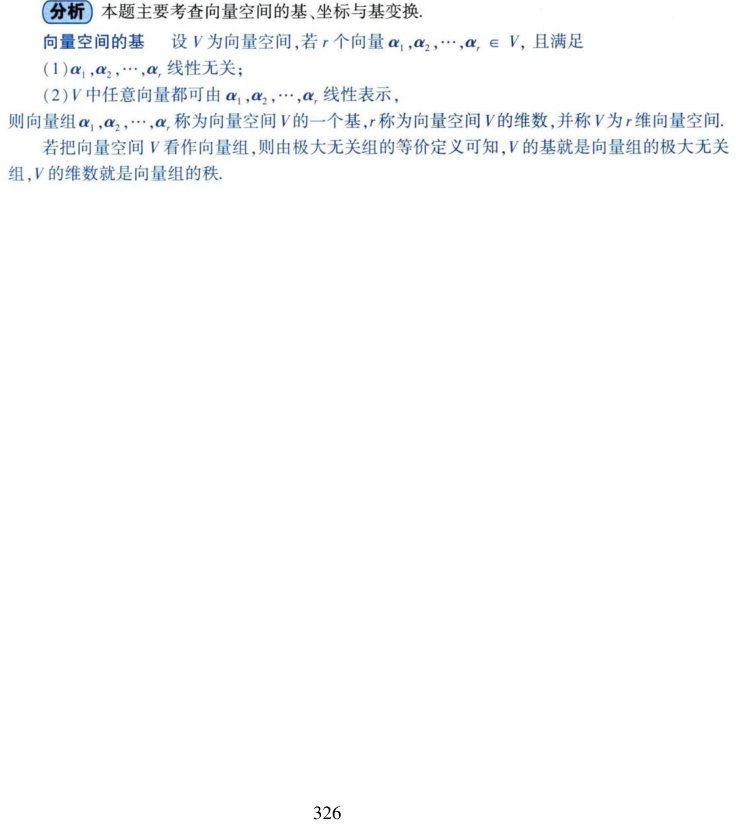 分析 本题主要考查向量空间的基、坐标与基变换.
向量空间的基 设 V 为向量空间,若 r 个向量 α₁,α₂,⋯,αᵣ ∈ V, 且满足
(1)α₁,α₂,⋯,αᵣ 线性无关;
(2)V 中任意向量都可由 α₁,α₂,⋯,αᵣ 线性表示,
则向量组α₁,α₂,⋯,αᵣ 称为向量空间 V 的一个基,r 称为向量空间 V 的维数,并称 V 为 r 维向量空间.
若把向量空间 V 看作向量组,则由极大无关组的等价定义可知,V 的基就是向量组的极大无关
组,V 的维数就是向量组的秩.
326